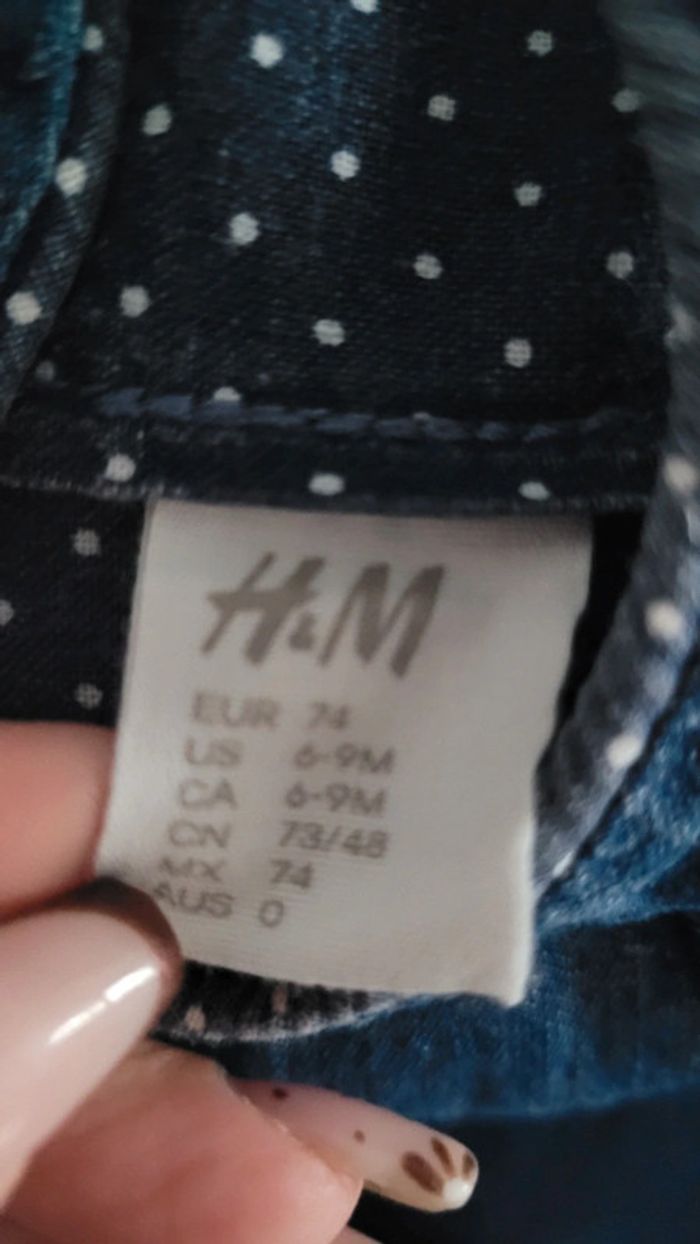 H&M
EUR 74
US 6-9M
CA 6-9M
CN 73/48
MX 74
AUS 0